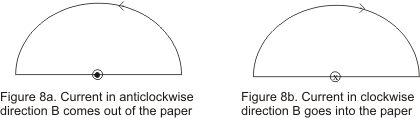 x
Figure 8a. Current in anticlockwise
direction B comes out of the paper
Figure 8b. Current in clockwise
direction B goes into the paper